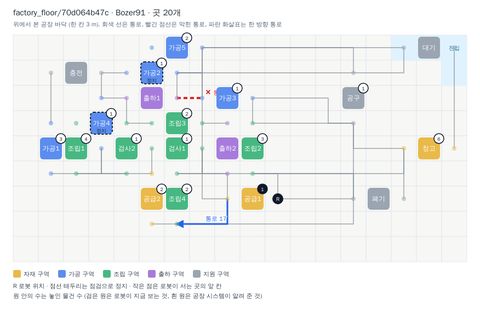 factory_floor/70d064b47c · Bozer91 · 곳 20개
위에서 본 공장 바닥 (한 칸 3 m). 회색 선은 통로, 빨간 점선은 막힌 통로, 파란 화살표는 한 방향 통로
가공5 2
대기
충전
가공2 1
출하1
가공3 1
공구 1
가공4 1
조립3 2
가공1 3
조립1 4
검사2 1
검사1 1
출하2
조립2 3
창고 6
공급2 2
조립4 2
공급1 1
R
폐기
통로 17
자재 구역
가공 구역
조립 구역
출하 구역
지원 구역
R 로봇 위치 · 점선 테두리는 점검으로 정지 · 작은 점은 로봇이 서는 곳의 앞 칸
원 안의 수는 놓인 물건 수 (검은 원은 로봇이 지금 보는 것, 흰 원은 공장 시스템이 알려 준 것)